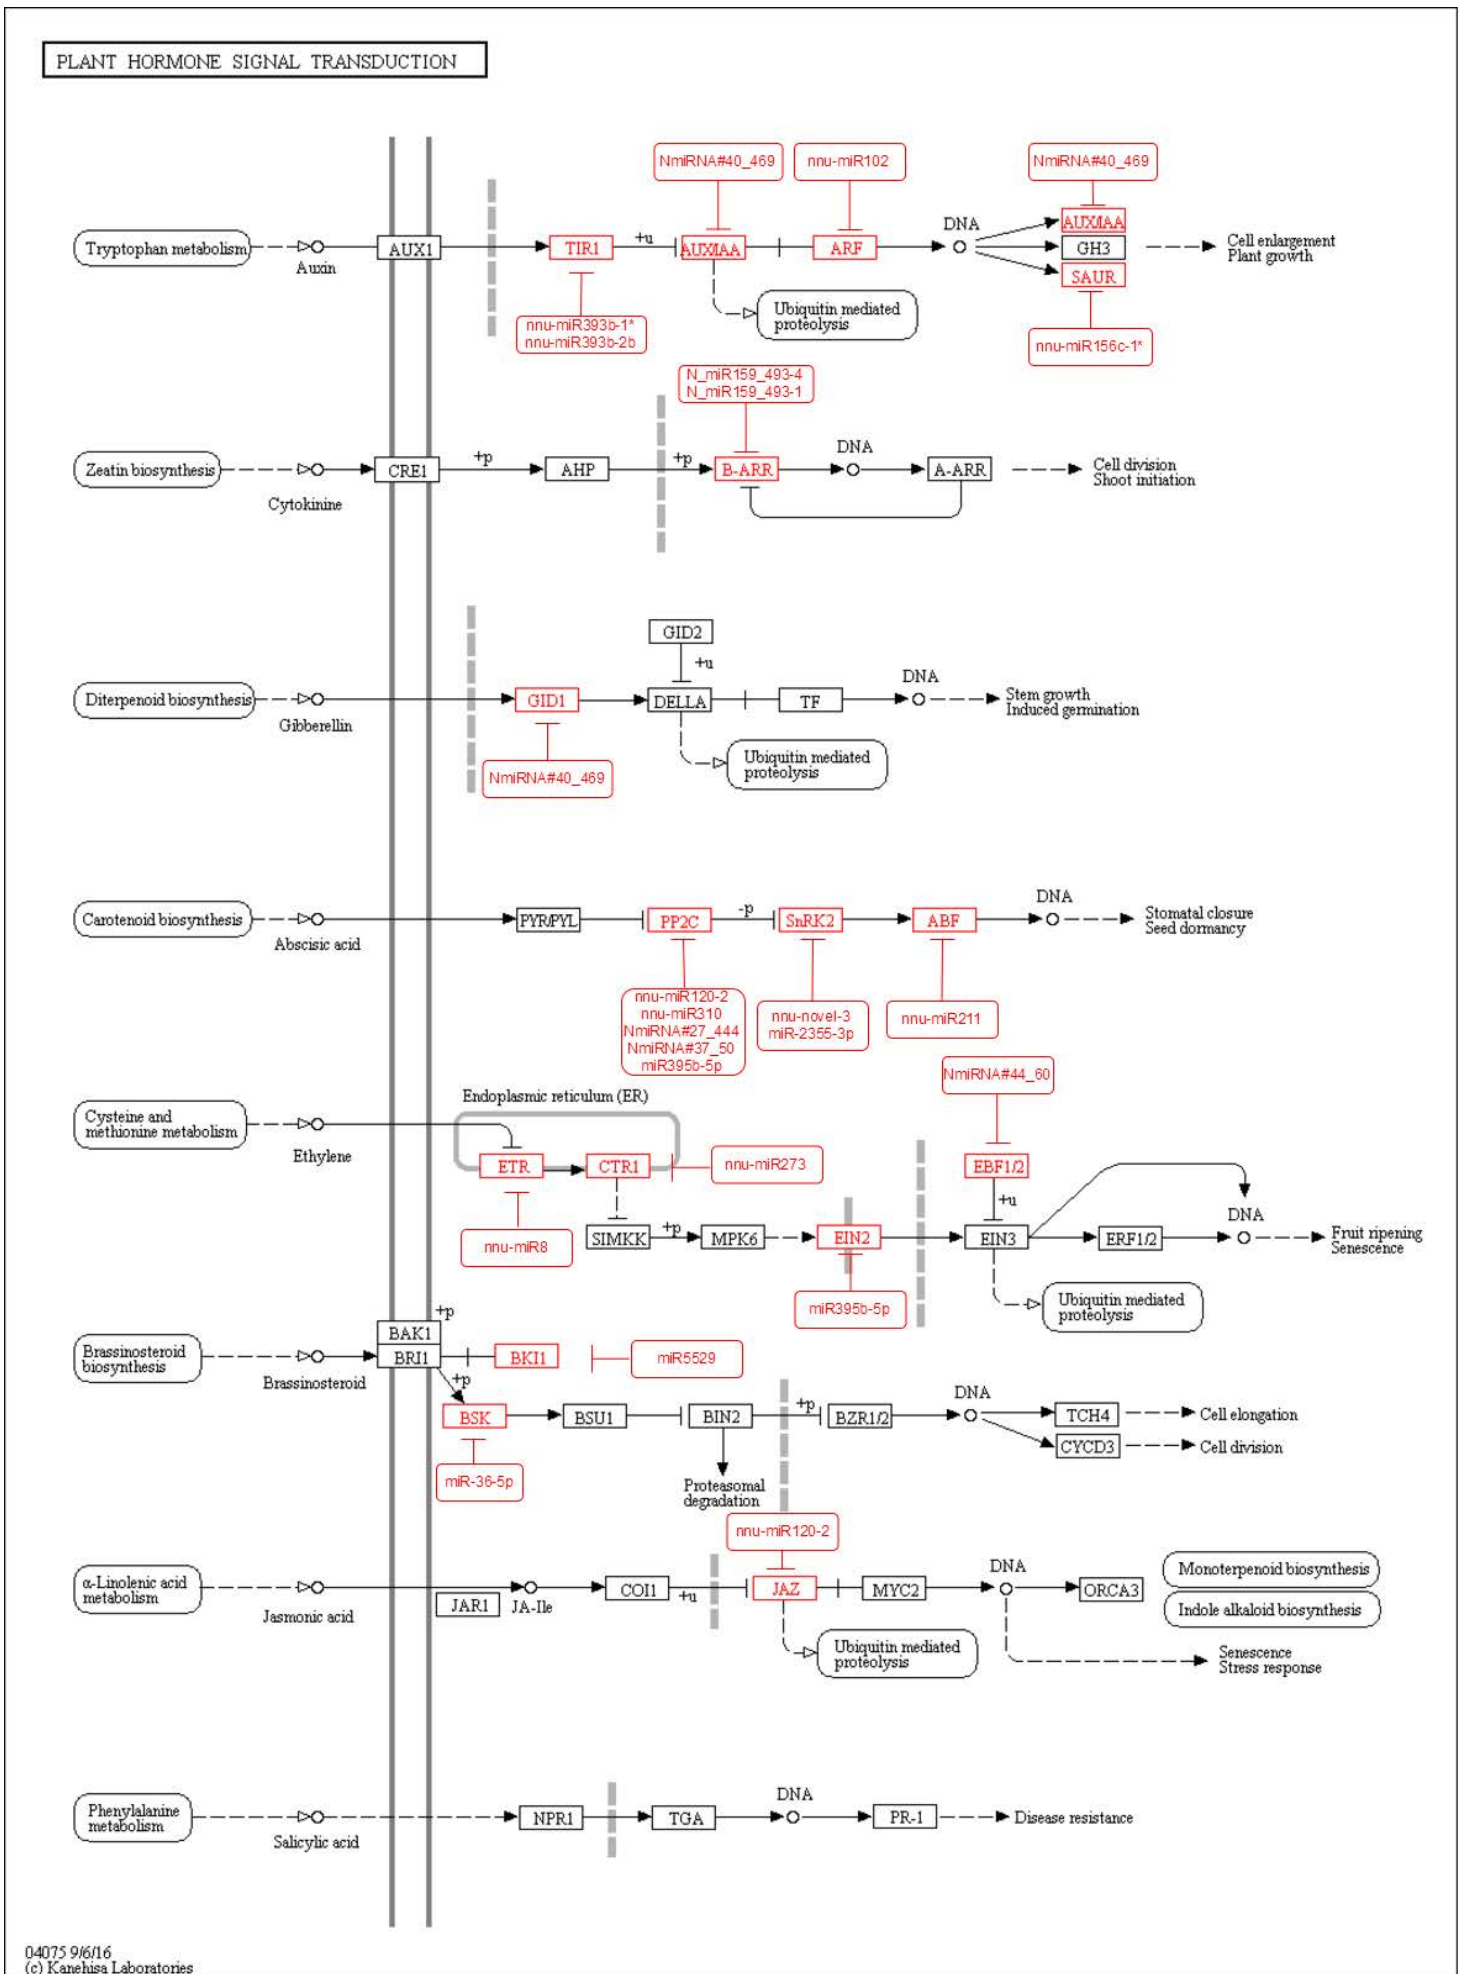 PLANT HORMONE SIGNAL TRANSDUCTION
NmiRNA#40_469
nnu-miR102
NmiRNA#40_469
Tryptophan metabolism
Auxin
AUX1
TIR1
+u
AUX/IAA
ARF
DNA
AUX/IAA
GH3
SAUR
Cell enlargement
Plant growth
nnu-miR393b-1*
nnu-miR393b-2b
Ubiquitin mediated
proteolysis
nnu-miR156c-1*
N_miR159_493-4
N_miR159_493-1
Zeatin biosynthesis
Cytokinine
CRE1
+p
AHP
+p
B-ARR
DNA
A-ARR
Cell division
Shoot initiation
GID2
+u
Diterpenoid biosynthesis
Gibberellin
GID1
DELLA
TF
DNA
Stem growth
Induced germination
NmiRNA#40_469
Ubiquitin mediated
proteolysis
Carotenoid biosynthesis
Abscisic acid
PYR/PYL
PP2C
-p
SnRK2
ABF
DNA
Stomatal closure
Seed dormancy
nnu-miR120-2
nnu-miR310
NmiRNA#27_444
NmiRNA#37_50
miR395b-5p
nnu-novel-3
miR-2355-3p
nnu-miR211
NmiRNA#44_60
Endoplasmic reticulum (ER)
Cysteine and
methionine metabolism
Ethylene
ETR
CTR1
nnu-miR273
EBF1/2
+u
nnu-miR8
SIMKK
+p
MPK6
EIN2
EIN3
ERF1/2
DNA
Fruit ripening
Senescence
miR395b-5p
Ubiquitin mediated
proteolysis
Brassinosteroid
biosynthesis
Brassinosteroid
+p
BAK1
BRI1
BKI1
miR5529
+p
BSK
BSU1
BIN2
+p
BZR1/2
DNA
TCH4
Cell elongation
CYCD3
Cell division
miR-36-5p
Proteasomal
degradation
nnu-miR120-2
α-Linolenic acid
metabolism
Jasmonic acid
JAR1
JA-Ile
COI1
+u
JAZ
MYC2
DNA
ORCA3
Monoterpenoid biosynthesis
Indole alkaloid biosynthesis
Ubiquitin mediated
proteolysis
Senescence
Stress response
Phenylalanine
metabolism
Salicylic acid
NPR1
TGA
DNA
PR-1
Disease resistance
04075 9/6/16
(c) Kanehisa Laboratories